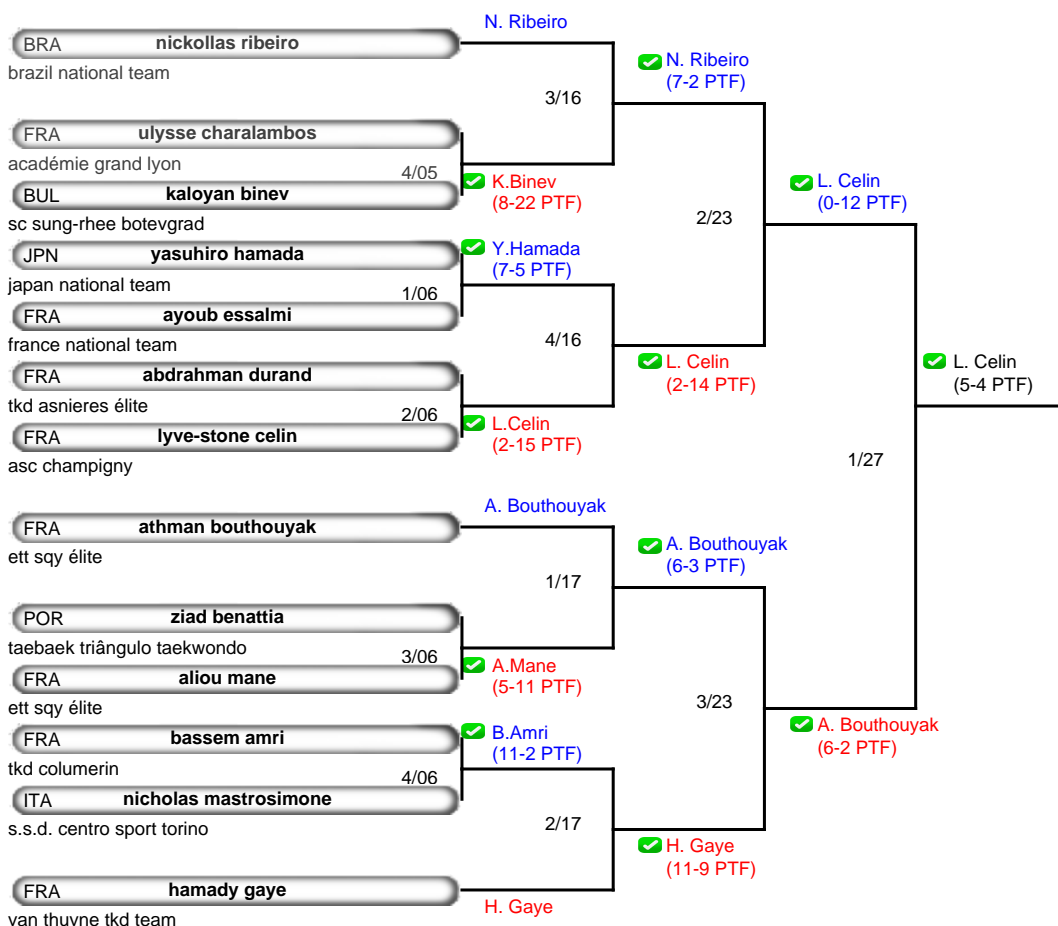 N. Ribeiro
BRA nickollas ribeiro
brazil national team
N. Ribeiro
(7-2 PTF)
3/16
FRA ulysse charalambos
académie grand lyon
4/05
K.Binev
(8-22 PTF)
BUL kaloyan binev
sc sung-rhee botevgrad
L. Celin
(0-12 PTF)
2/23
JPN yasuhiro hamada
japan national team
Y.Hamada
(7-5 PTF)
1/06
FRA ayoub essalmi
france national team
4/16
L. Celin
(2-14 PTF)
L. Celin
(5-4 PTF)
FRA abdrahman durand
tkd asnieres élite
2/06
L.Celin
(2-15 PTF)
FRA lyve-stone celin
asc champigny
1/27
A. Bouthouyak
FRA athman bouthouyak
ett sqy élite
A. Bouthouyak
(6-3 PTF)
1/17
POR ziad benattia
taebaek triângulo taekwondo
3/06
A.Mane
(5-11 PTF)
FRA aliou mane
ett sqy élite
3/23
A. Bouthouyak
(6-2 PTF)
FRA bassem amri
tkd columerin
B.Amri
(11-2 PTF)
4/06
ITA nicholas mastrosimone
s.s.d. centro sport torino
2/17
H. Gaye
(11-9 PTF)
FRA hamady gaye
van thuyne tkd team
H. Gaye